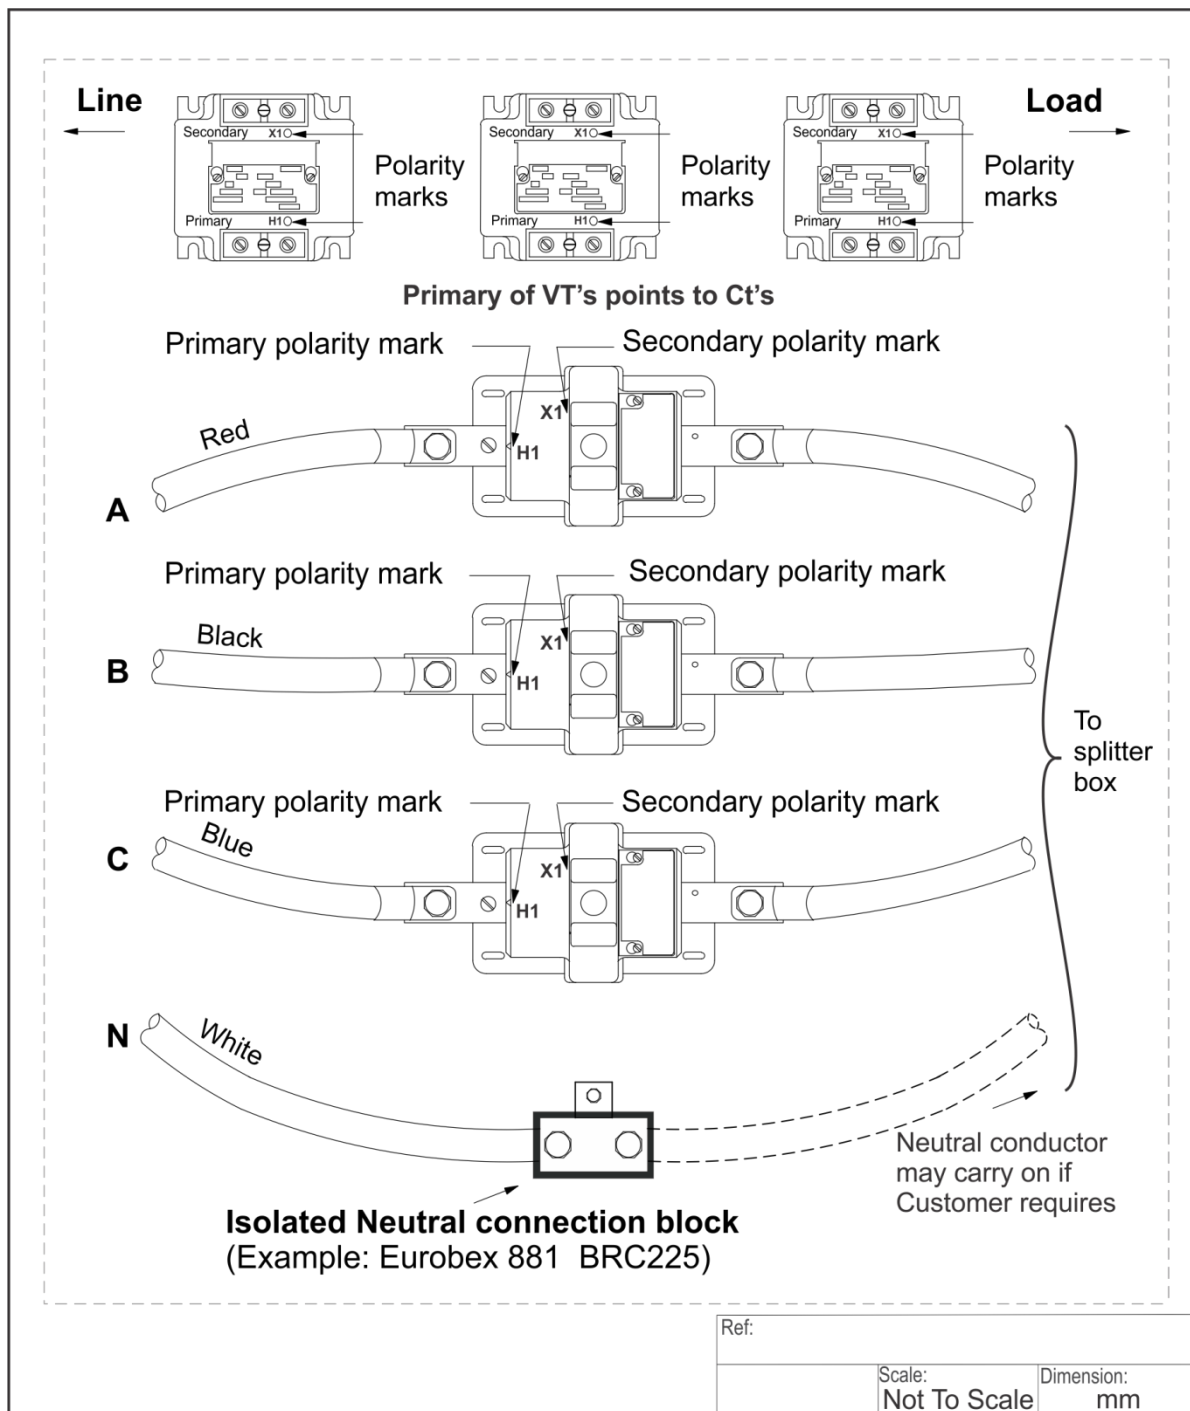 Line
Load
Secondary X1
Primary H1
Polarity
marks
Secondary X1
Primary H1
Polarity
marks
Secondary X1
Primary H1
Polarity
marks
Primary of VT's points to Ct's
Primary polarity mark
Secondary polarity mark
Red
X1
H1
A
Primary polarity mark
Secondary polarity mark
Black
X1
H1
B
To
splitter
box
Primary polarity mark
Secondary polarity mark
Blue
X1
H1
C
N
White
Neutral conductor
may carry on if
Customer requires
Isolated Neutral connection block
(Example: Eurobex 881 BRC225)
Ref:
Scale:
Not To Scale
Dimension:
mm